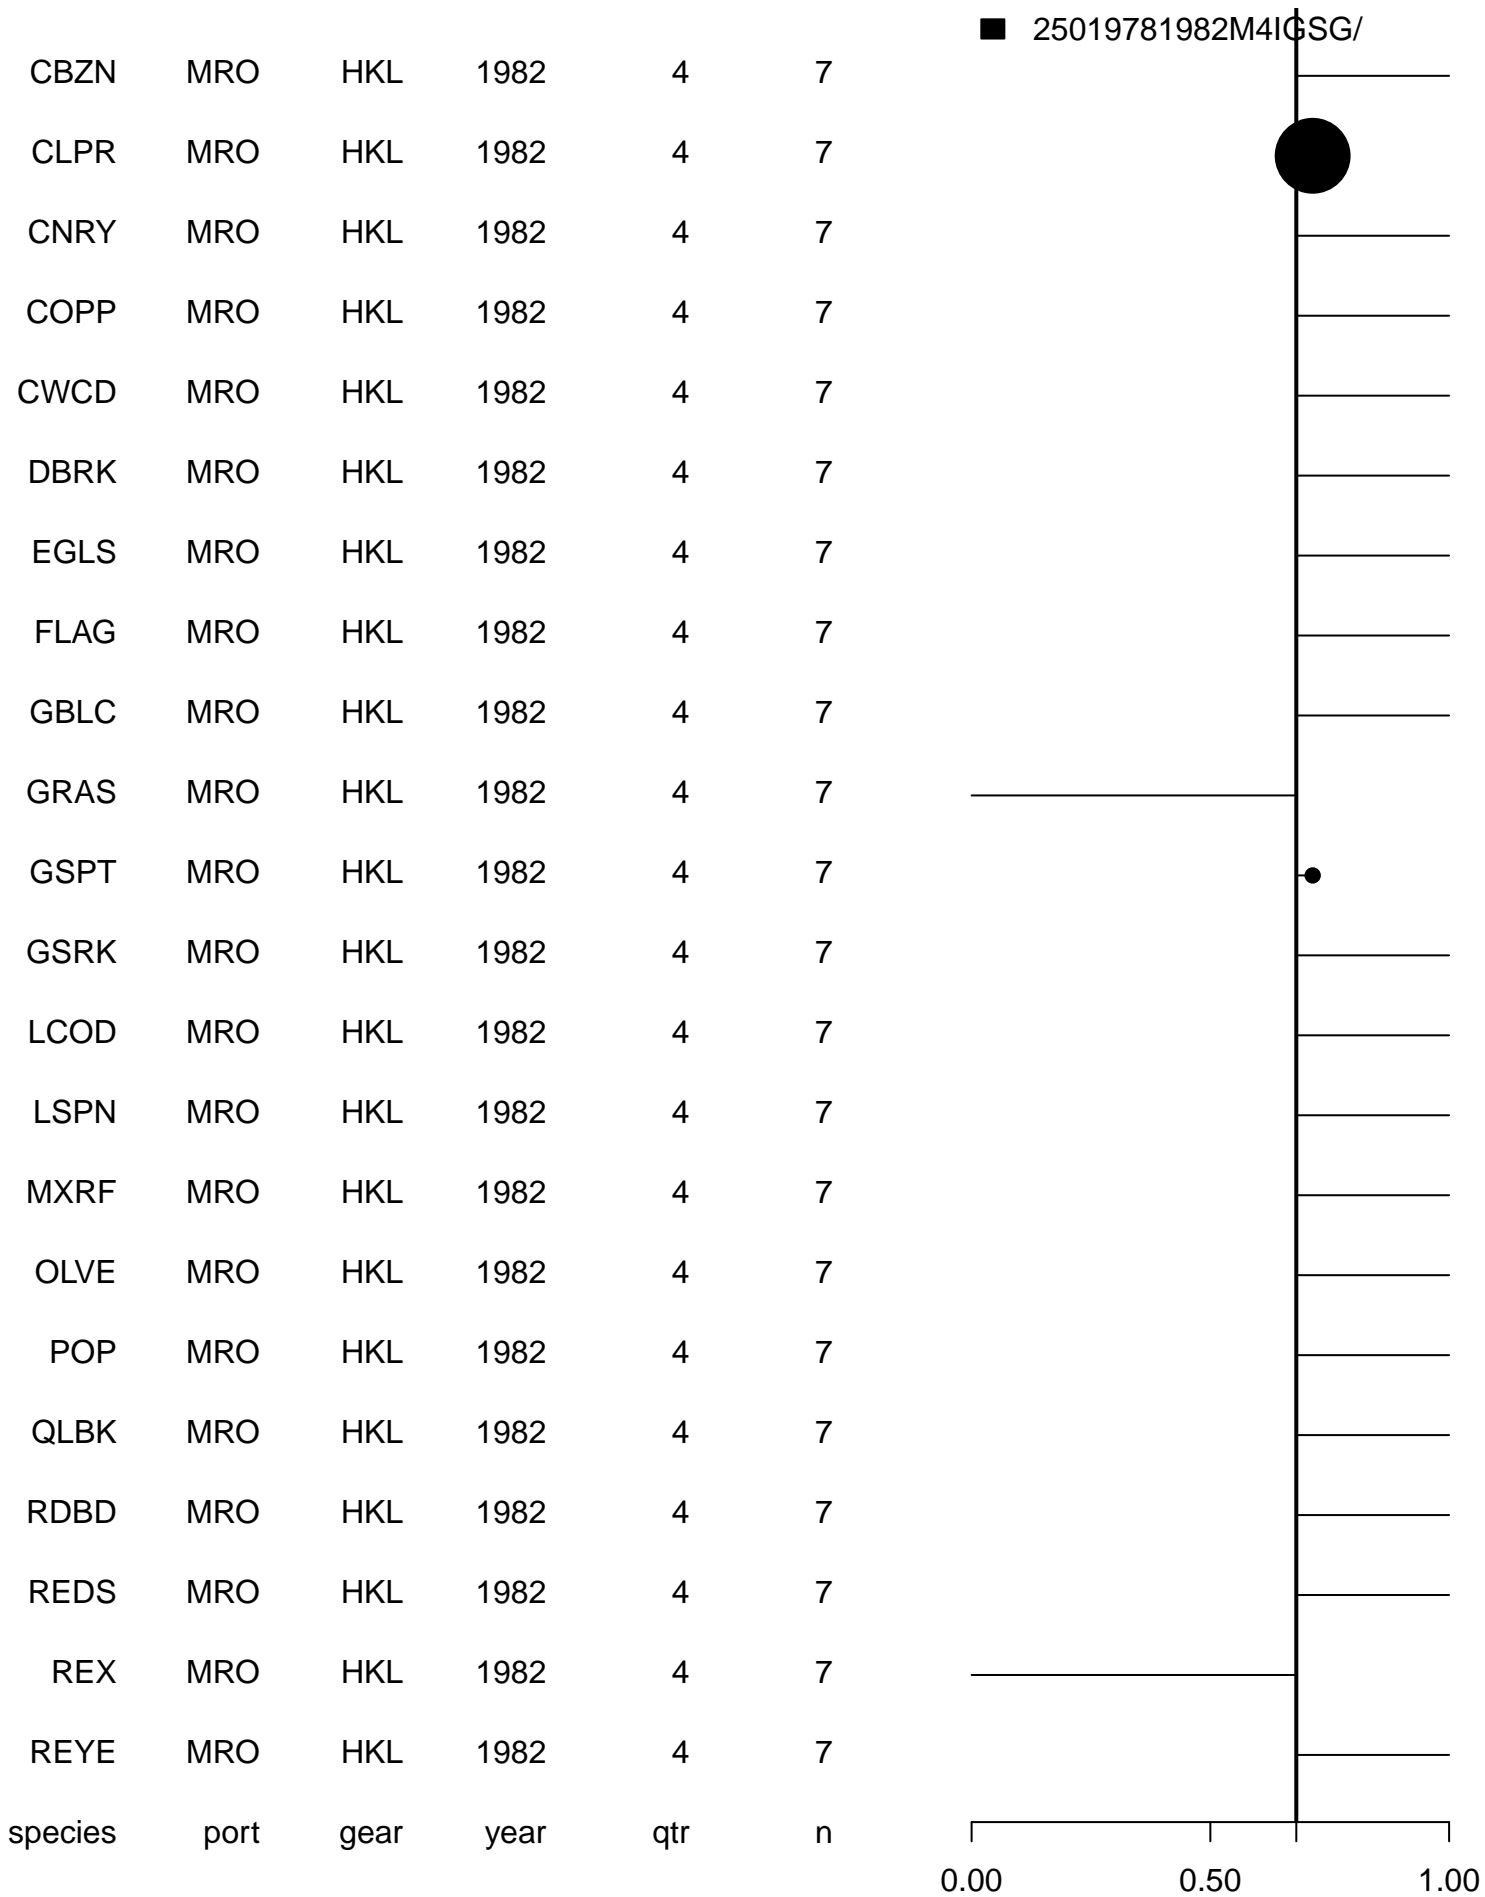 25019781982M4IGSG/
CBZN MRO HKL 1982 4 7
CLPR MRO HKL 1982 4 7
CNRY MRO HKL 1982 4 7
COPP MRO HKL 1982 4 7
CWCD MRO HKL 1982 4 7
DBRK MRO HKL 1982 4 7
EGLS MRO HKL 1982 4 7
FLAG MRO HKL 1982 4 7
GBLC MRO HKL 1982 4 7
GRAS MRO HKL 1982 4 7
GSPT MRO HKL 1982 4 7
GSRK MRO HKL 1982 4 7
LCOD MRO HKL 1982 4 7
LSPN MRO HKL 1982 4 7
MXRF MRO HKL 1982 4 7
OLVE MRO HKL 1982 4 7
POP MRO HKL 1982 4 7
QLBK MRO HKL 1982 4 7
RDBD MRO HKL 1982 4 7
REDS MRO HKL 1982 4 7
REX MRO HKL 1982 4 7
REYE MRO HKL 1982 4 7
species port gear year qtr n
0.00 0.50 1.00